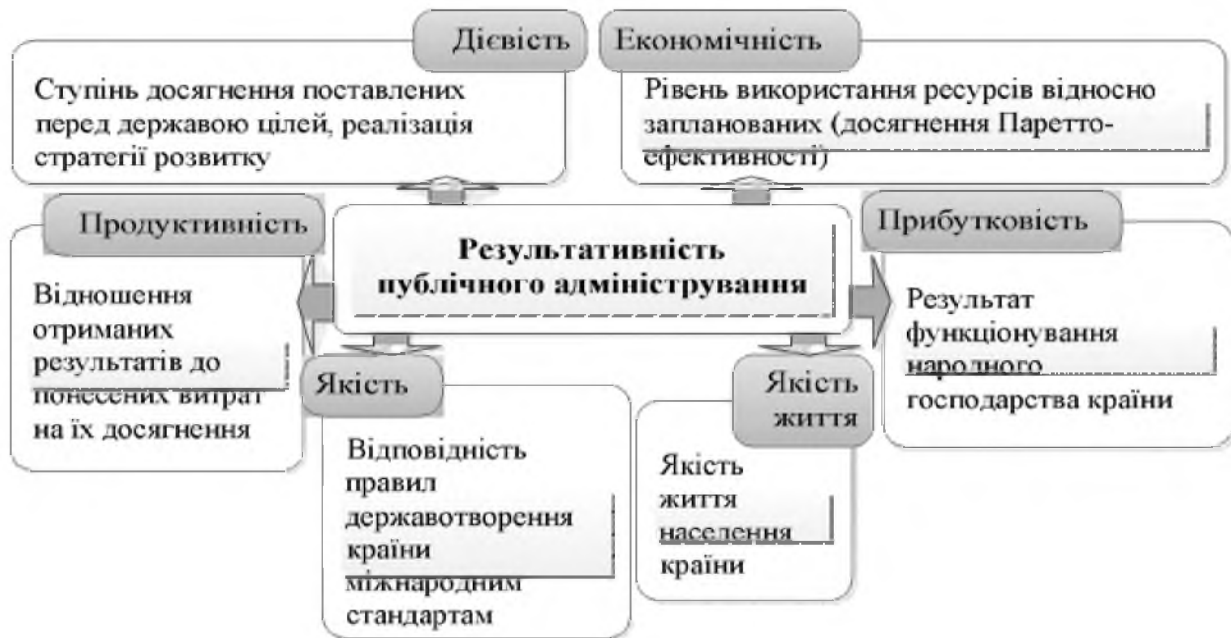 Дієвість
Ступінь досягнення поставлених
перед державою цілей, реалізація
стратегії розвитку
Економічність
Рівень використання ресурсів відносно
запланованих (досягнення Паретто-
ефективності)
Продуктивність
Відношення
отриманих
результатів до
понесених витрат
на їх досягнення
Результативність
публічного адміністрування
Прибутковість
Результат
функціонування
народного
господарства країни
Якість
Відповідність
правил
державотворення
країни
міжнародним
стандартам
Якість
життя
Якість
життя
населення
країни